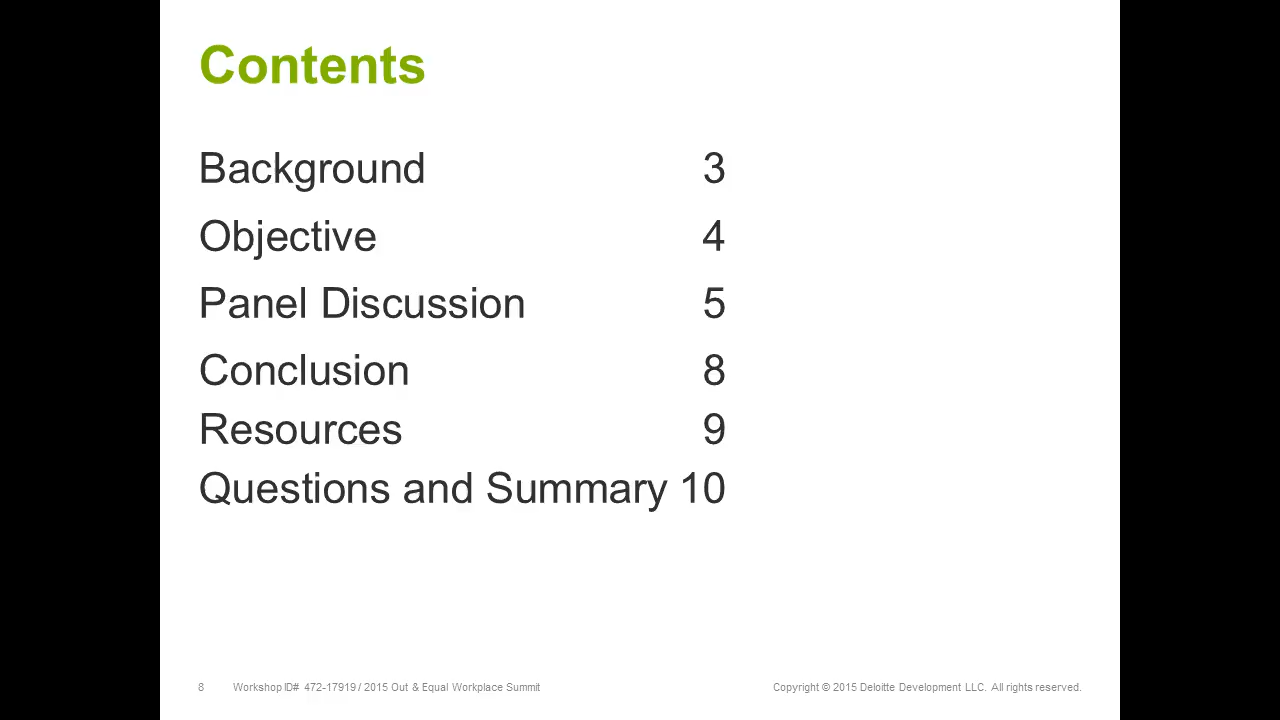 Contents
Background 3
Objective 4
Panel Discussion 5
Conclusion 8
Resources 9
Questions and Summary 10
8 Workshop ID# 472-17919 / 2015 Out & Equal Workplace Summit Copyright © 2015 Deloitte Development LLC. All rights reserved.